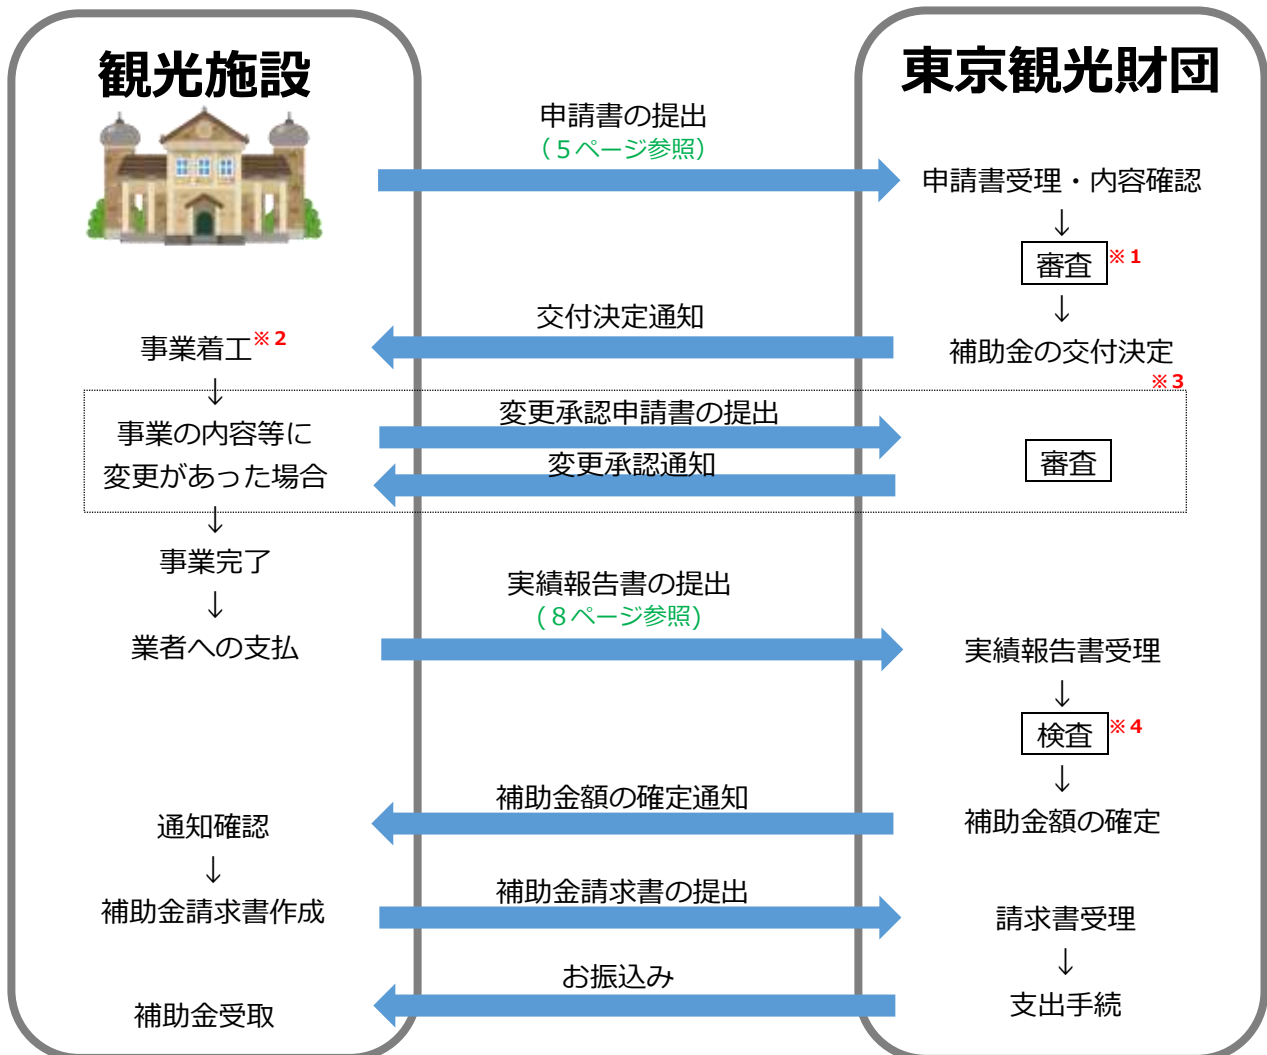 観光施設
東京観光財団
申請書の提出
(5ページ参照)
申請書受理・内容確認
↓
審査※1
↓
交付決定通知
事業着工※2
補助金の交付決定
※3
↓
変更承認申請書の提出
事業の内容等に
変更があった場合
変更承認通知
審査
↓
事業完了
↓
実績報告書の提出
(8ページ参照)
業者への支払
実績報告書受理
↓
検査※4
↓
補助金額の確定通知
補助金額の確定
通知確認
↓
補助金請求書の提出
補助金請求書作成
請求書受理
↓
お振込み
支出手続
補助金受取